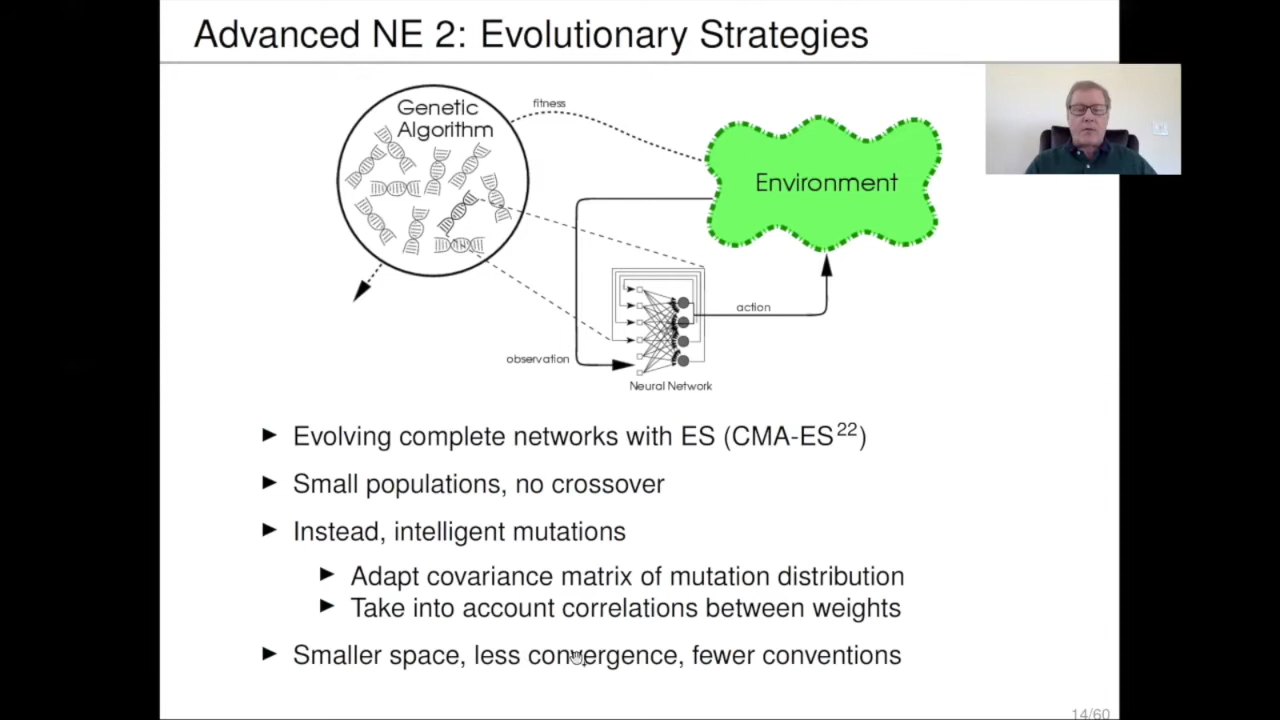 Advanced NE 2: Evolutionary Strategies
Genetic
Algorithm
fitness
Environment
action
observation
Neural Network
► Evolving complete networks with ES (CMA-ES22)
► Small populations, no crossover
► Instead, intelligent mutations
► Adapt covariance matrix of mutation distribution
► Take into account correlations between weights
► Smaller space, less convergence, fewer conventions
14/60